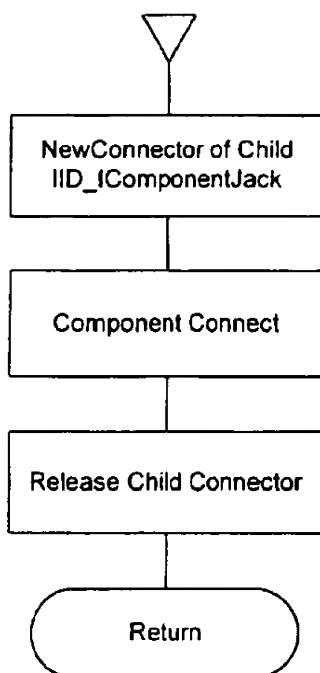 NewConnector of Child
IID_IComponentJack
Component Connect
Release Child Connector
Return